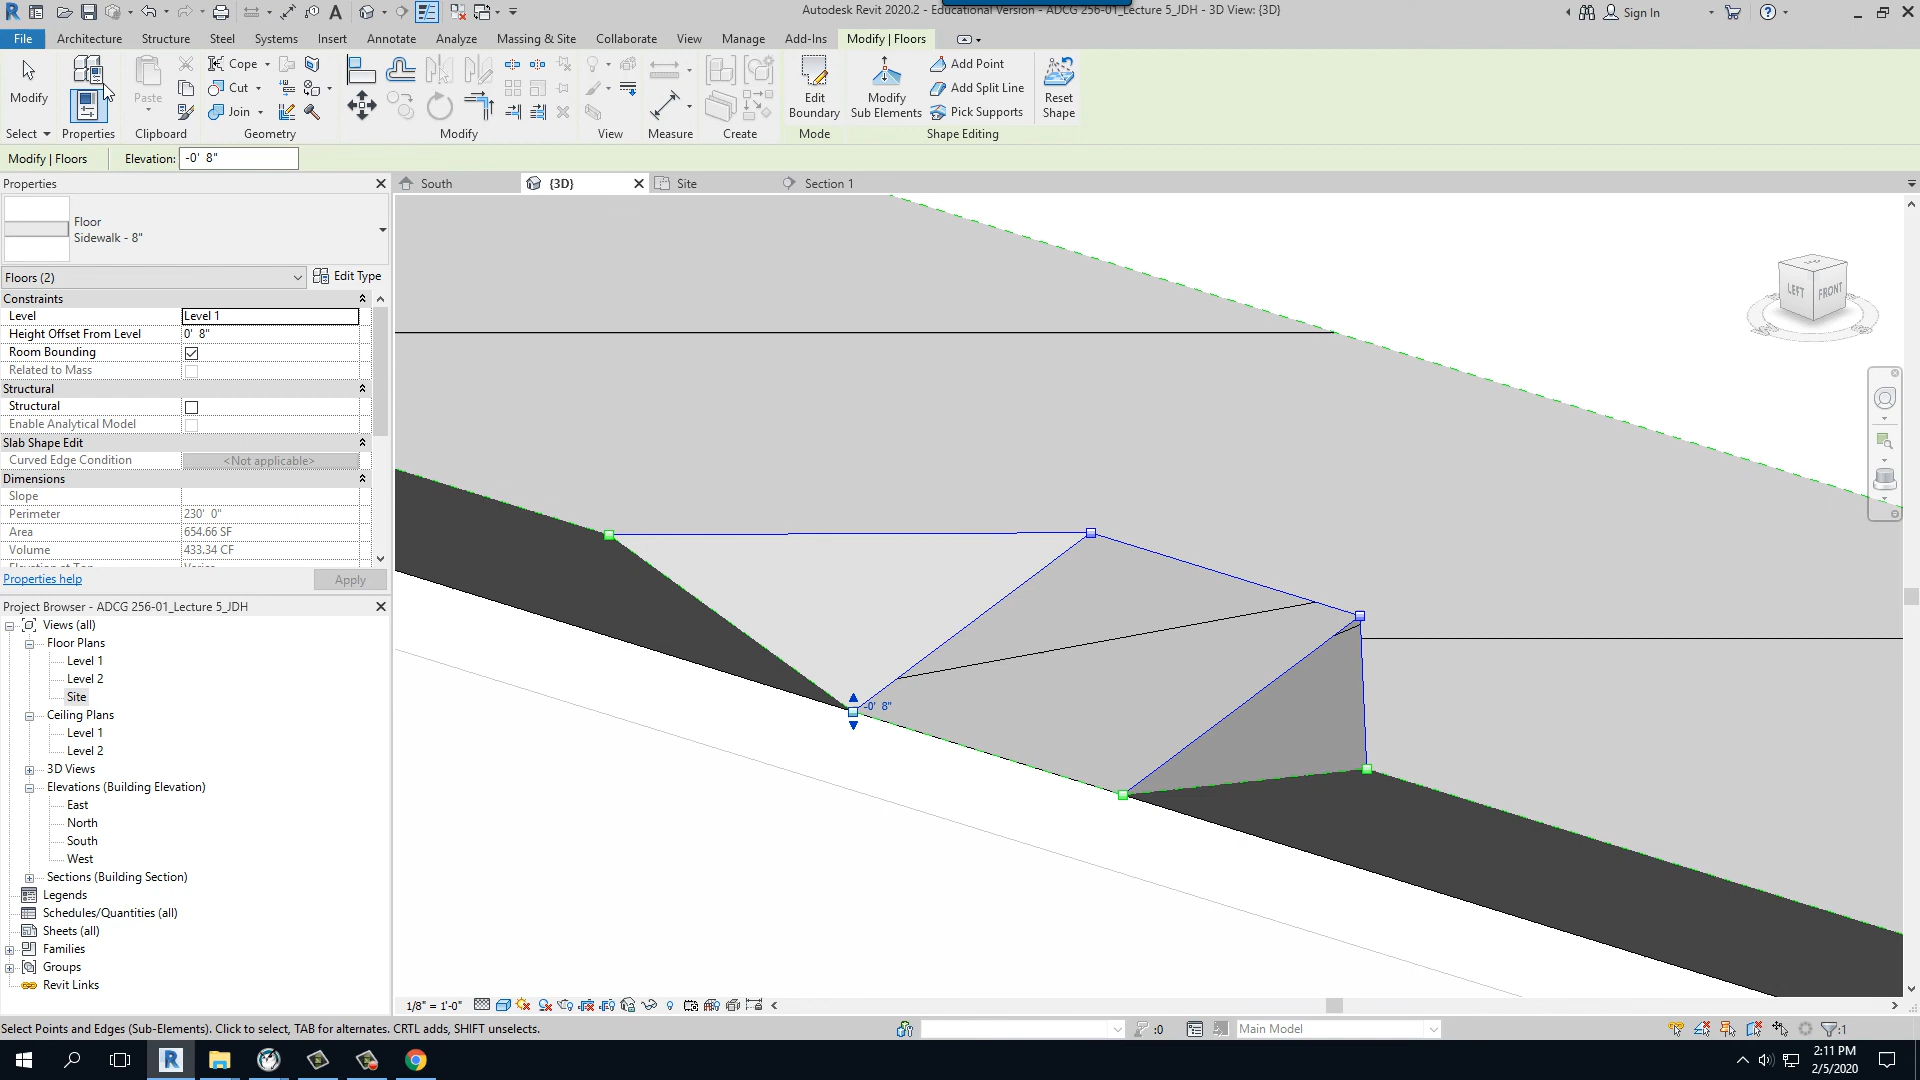 Autodesk Revit 2020.2 - Educational Version - ADCG 256-01_Lecture 5_JDH - 3D View: {3D}
Sign In
File Architecture Structure Steel Systems Insert Annotate Analyze Massing & Site Collaborate View Manage Add-Ins Modify | Floors
Modify
Paste
Cope
Cut
Join
Edit Boundary
Modify Sub Elements
Add Point
Add Split Line
Pick Supports
Reset Shape
Select Properties Clipboard Geometry Modify View Measure Create Mode Shape Editing
Modify | Floors Elevation: -0' 8"
Properties
South
{3D}
Site
Section 1
Floor
Sidewalk - 8"
Floors (2) Edit Type
Constraints
Level Level 1
Height Offset From Level 0' 8"
Room Bounding
Related to Mass
Structural
Structural
Enable Analytical Model
Slab Shape Edit
Curved Edge Condition <Not applicable>
Dimensions
Slope
Perimeter 230' 0"
Area 654.66 SF
Volume 433.34 CF
Properties help Apply
Project Browser - ADCG 256-01_Lecture 5_JDH
Views (all)
Floor Plans
Level 1
Level 2
Site
Ceiling Plans
Level 1
Level 2
3D Views
Elevations (Building Elevation)
East
North
South
West
Sections (Building Section)
Legends
Schedules/Quantities (all)
Sheets (all)
Families
Groups
Revit Links
LEFT FRONT
-0' 8"
1/8" = 1'-0"
Select Points and Edges (Sub-Elements). Click to select, TAB for alternates. CRTL adds, SHIFT unselects.
:0
Main Model
:1
2:11 PM
2/5/2020